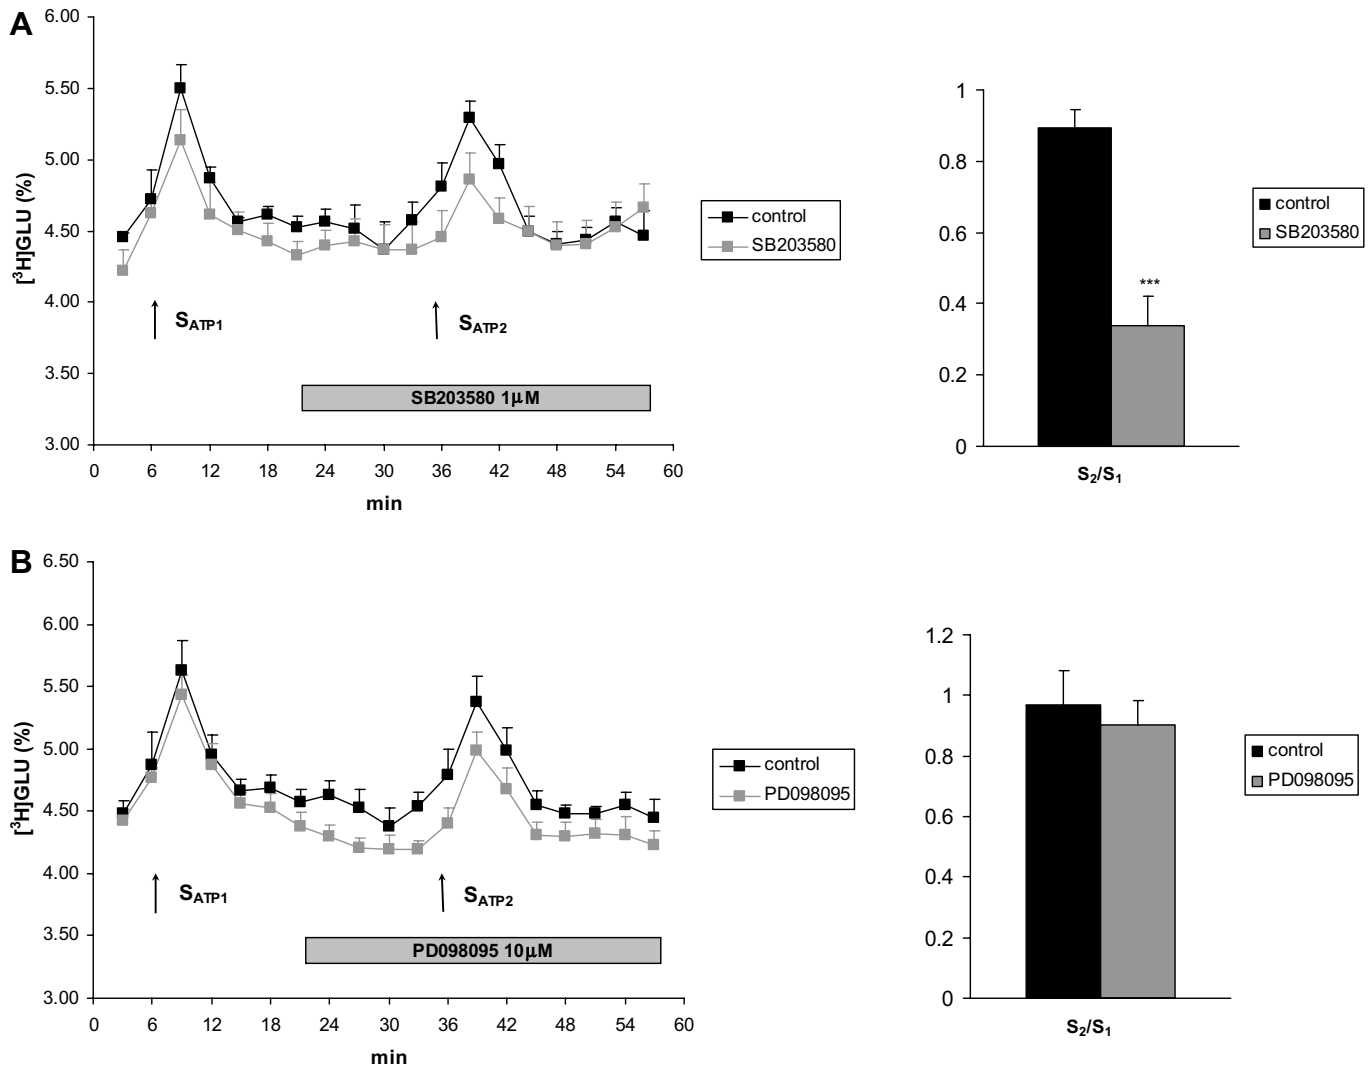 A
6.00
5.50
5.00
4.50
4.00
3.50
3.00
[³H]GLU (%)
S_ATP1
S_ATP2
SB203580 1μM
0 6 12 18 24 30 36 42 48 54 60
min
control
SB203580
1
0.8
0.6
0.4
0.2
0
***
S₂/S₁
control
SB203580
B
6.50
6.00
5.50
5.00
4.50
4.00
3.50
3.00
[³H]GLU (%)
S_ATP1
S_ATP2
PD098095 10μM
0 6 12 18 24 30 36 42 48 54 60
min
control
PD098095
1.2
1
0.8
0.6
0.4
0.2
0
S₂/S₁
control
PD098095